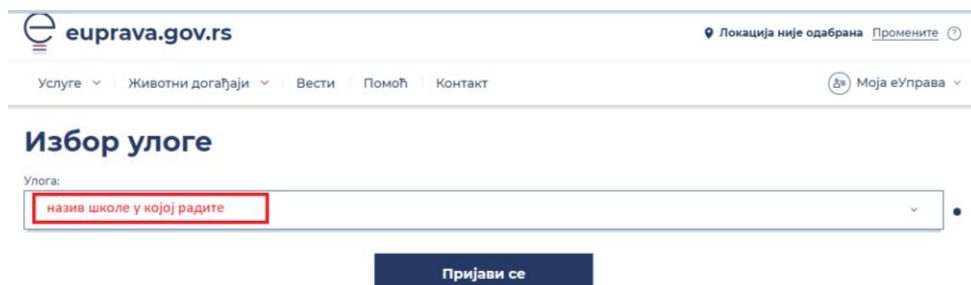 euprava.gov.rs
Локација није одабрана Промените ?
Услуге Животни догађаји Вести Помоћ Контакт Моја еУправа
Избор улоге
Улога:
назив школе у којој радите
Пријави се